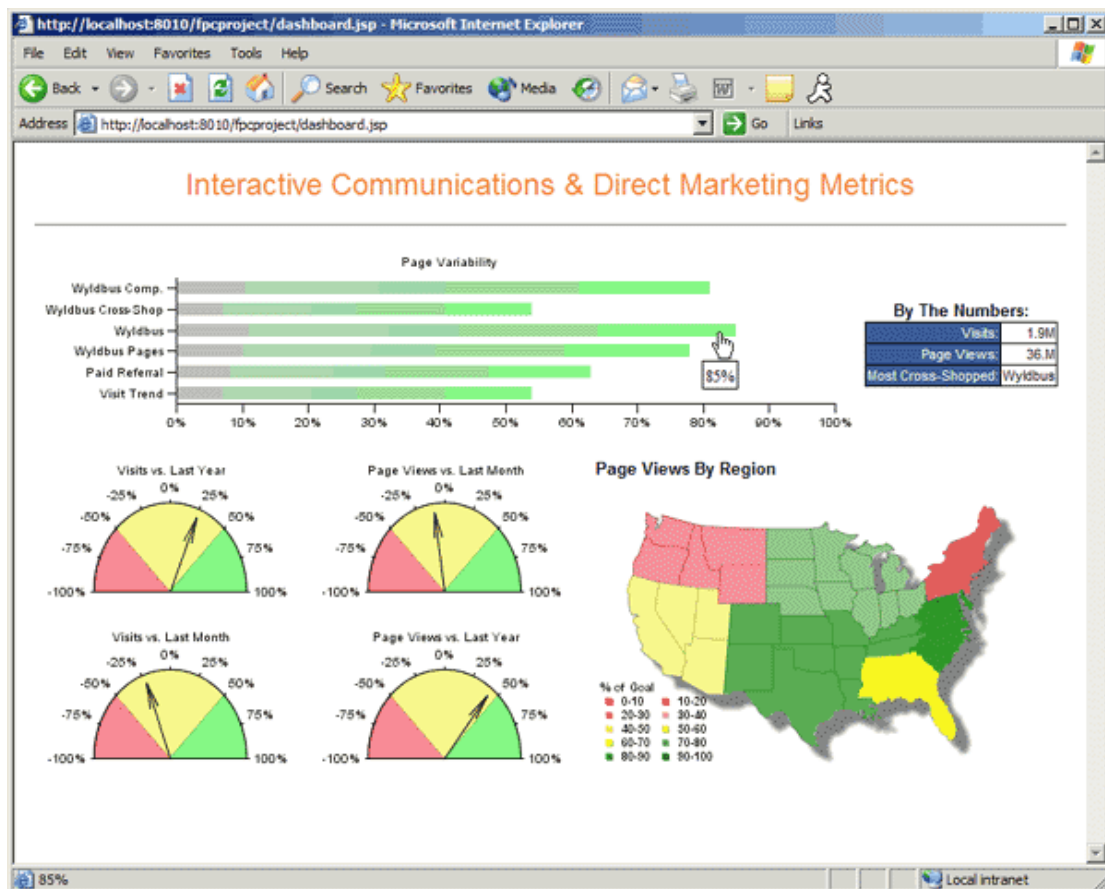 http://localhost:8010/fpcproject/dashboard.jsp - Microsoft Internet Explorer
File Edit View Favorites Tools Help
Back Search Favorites Media
Address http://localhost:8010/fpcproject/dashboard.jsp Go Links
Interactive Communications & Direct Marketing Metrics
Page Variability
Wyldbus Comp.
Wyldbus Cross-Shop
Wyldbus
Wyldbus Pages
Paid Referral
Visit Trend
0% 10% 20% 30% 40% 50% 60% 70% 80% 90% 100%
85%
By The Numbers:
Visits: 1.9M
Page Views: 36.M
Most Cross-Shopped: Wyldbus
Visits vs. Last Year
-100% -75% -50% -25% 0% 25% 50% 75% 100%
Page Views vs. Last Month
-100% -75% -50% -25% 0% 25% 50% 75% 100%
Visits vs. Last Month
-100% -75% -50% -25% 0% 25% 50% 75% 100%
Page Views vs. Last Year
-100% -75% -50% -25% 0% 25% 50% 75% 100%
Page Views By Region
% of Goal
0-10 10-20
20-30 30-40
40-50 50-60
60-70 70-80
80-90 90-100
85% Local intranet